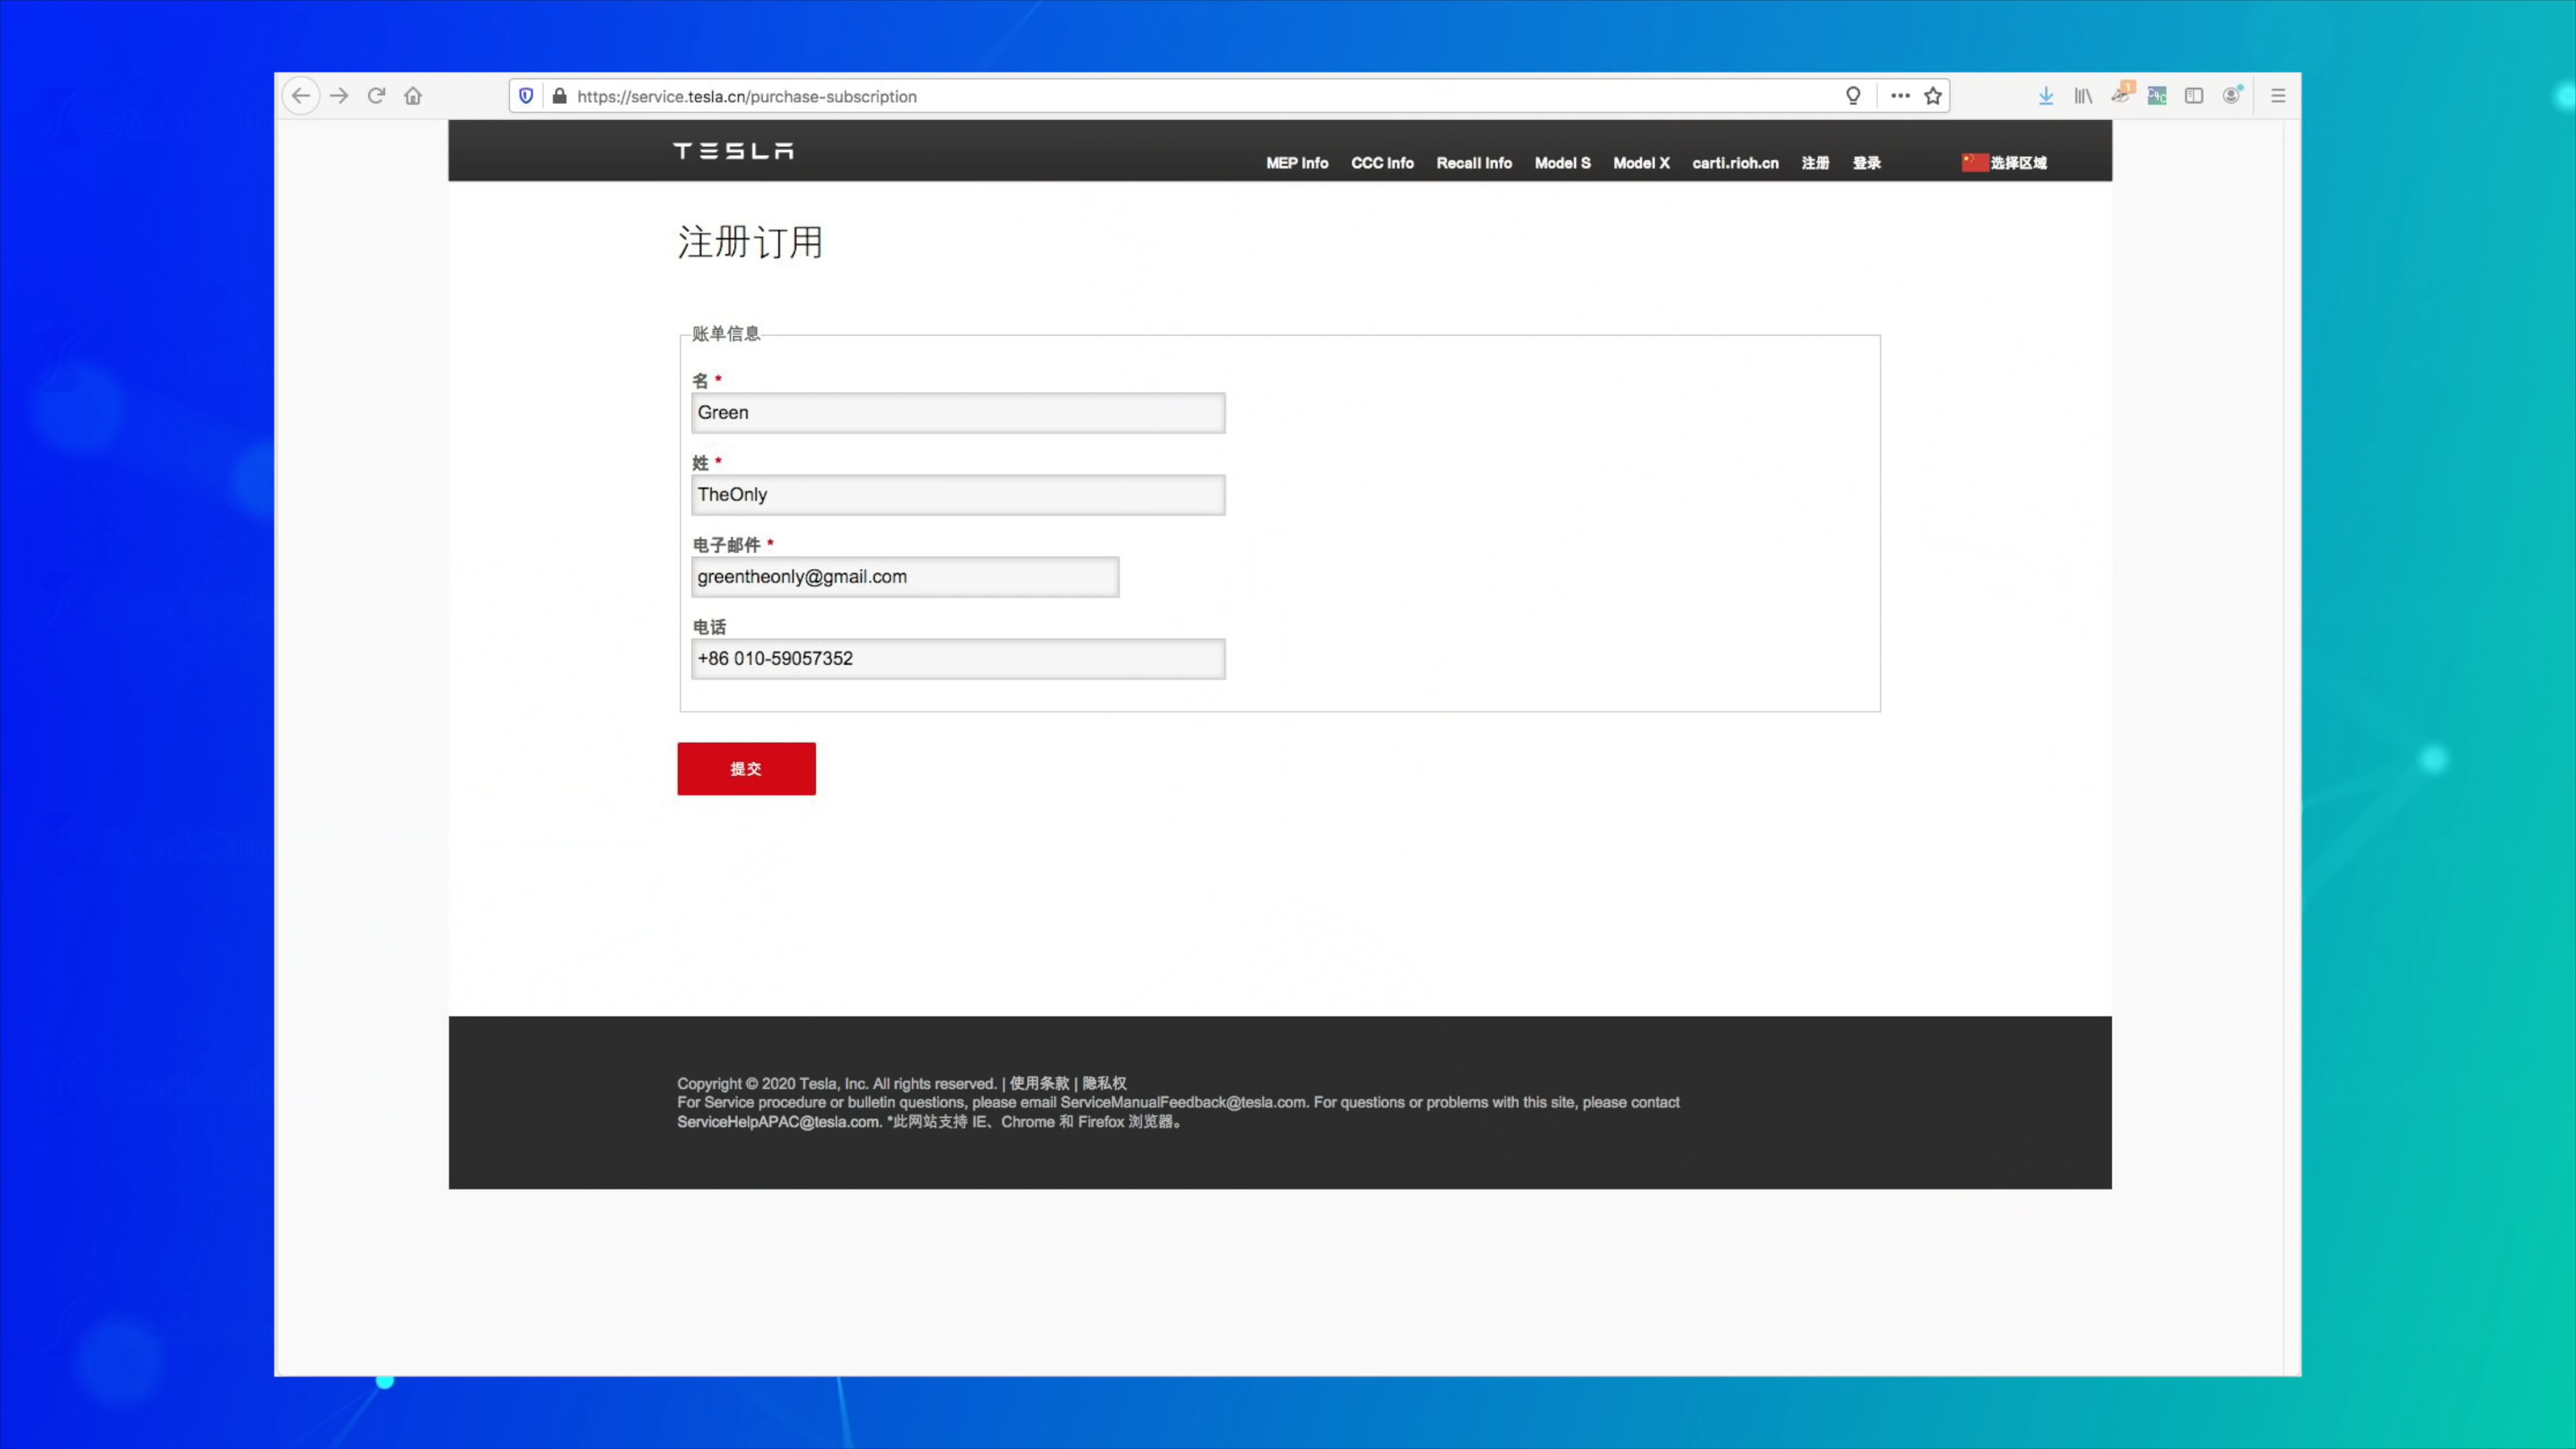 https://service.tesla.cn/purchase-subscription
TESLA
MEP Info CCC Info Recall Info Model S Model X carti.rioh.cn 注册 登录 选择区域
注册订用
账单信息
名 *
Green
姓 *
TheOnly
电子邮件 *
greentheonly@gmail.com
电话
+86 010-59057352
提交
Copyright © 2020 Tesla, Inc. All rights reserved. | 使用条款 | 隐私权
For Service procedure or bulletin questions, please email ServiceManualFeedback@tesla.com. For questions or problems with this site, please contact
ServiceHelpAPAC@tesla.com. *此网站支持 IE、Chrome 和 Firefox 浏览器。